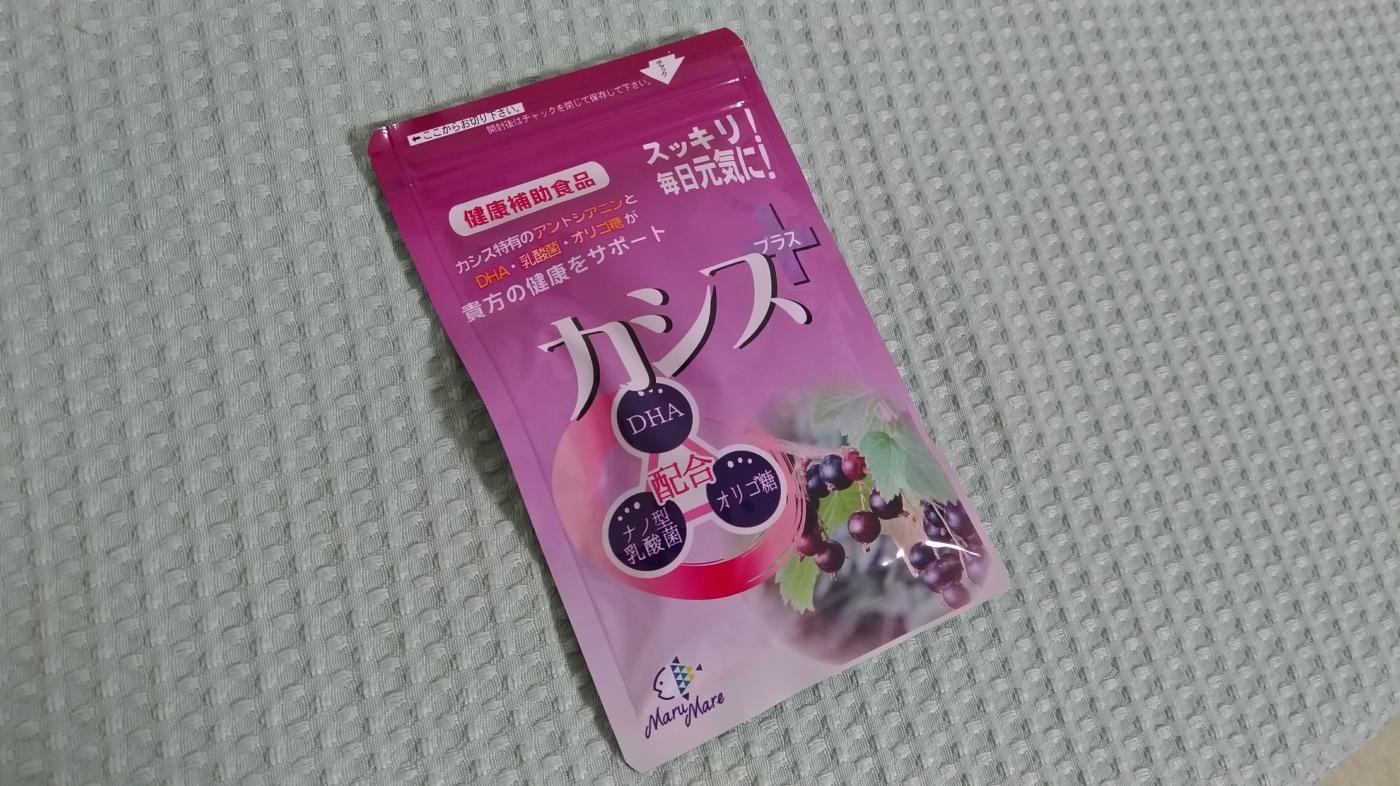 ←ここからお切り下さい。
開封後はチャックを閉じて保存して下さい。
チャック
スッキリ!
毎日元気に!
健康補助食品
カシス特有のアントシアニンと
DHA・乳酸菌・オリゴ糖が
貴方の健康をサポート
プラス
カシス
DHA
配合
オリゴ糖
ナノ型
乳酸菌
MaruMare